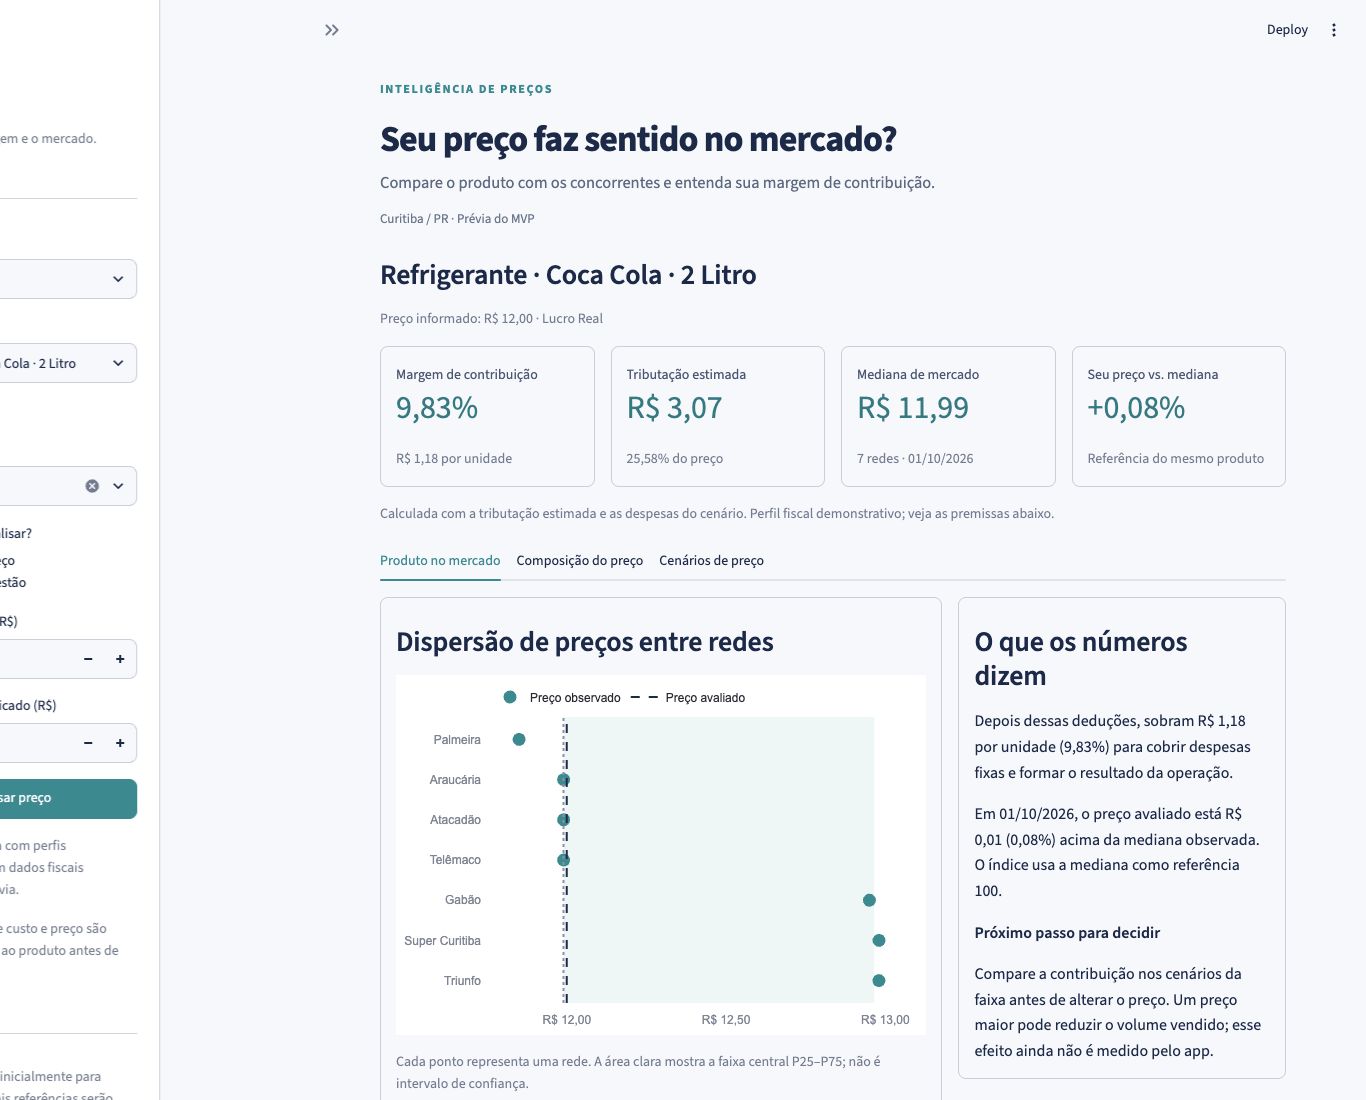 Deploy
em e o mercado.
Cola · 2 Litro
alisar?
eço
estão
R$)
icado (R$)
sar preço
com perfis
m dados fiscais
via.
e custo e preço são
ao produto antes de
inicialmente para
is referências serão
INTELIGÊNCIA DE PREÇOS
Seu preço faz sentido no mercado?
Compare o produto com os concorrentes e entenda sua margem de contribuição.
Curitiba / PR · Prévia do MVP
Refrigerante · Coca Cola · 2 Litro
Preço informado: R$ 12,00 · Lucro Real
Margem de contribuição
9,83%
R$ 1,18 por unidade
Tributação estimada
R$ 3,07
25,58% do preço
Mediana de mercado
R$ 11,99
7 redes · 01/10/2026
Seu preço vs. mediana
+0,08%
Referência do mesmo produto
Calculada com a tributação estimada e as despesas do cenário. Perfil fiscal demonstrativo; veja as premissas abaixo.
Produto no mercado
Composição do preço
Cenários de preço
Dispersão de preços entre redes
Preço observado
Preço avaliado
Palmeira
Araucária
Atacadão
Telêmaco
Gabão
Super Curitiba
Triunfo
R$ 12,00
R$ 12,50
R$ 13,00
Cada ponto representa uma rede. A área clara mostra a faixa central P25–P75; não é
intervalo de confiança.
O que os números
dizem
Depois dessas deduções, sobram R$ 1,18
por unidade (9,83%) para cobrir despesas
fixas e formar o resultado da operação.
Em 01/10/2026, o preço avaliado está R$
0,01 (0,08%) acima da mediana observada.
O índice usa a mediana como referência
100.
Próximo passo para decidir
Compare a contribuição nos cenários da
faixa antes de alterar o preço. Um preço
maior pode reduzir o volume vendido; esse
efeito ainda não é medido pelo app.